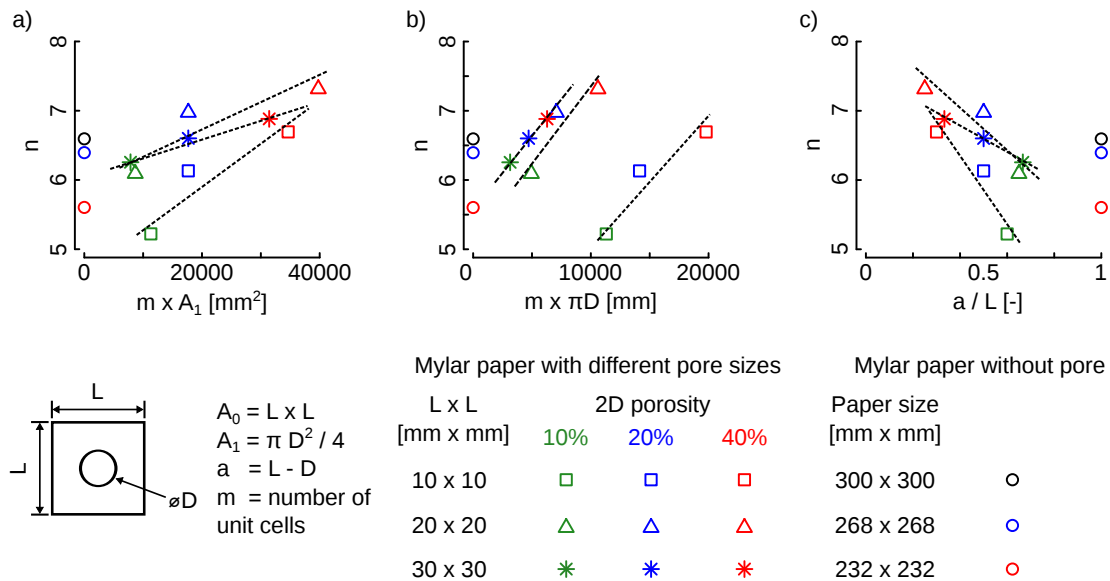 a)
b)
c)
n
5
6
7
8
0
20000
40000
m x A1 [mm2]
n
5
6
7
8
0
10000
20000
m x πD [mm]
n
5
6
7
8
0
0.5
1
a / L [-]
L
L
⌀D
A0 = L x L
A1 = π D2 / 4
a = L - D
m = number of
unit cells
Mylar paper with different pore sizes
L x L
[mm x mm]
2D porosity
10% 20% 40%
10 x 10
20 x 20
30 x 30
Mylar paper without pore
Paper size
[mm x mm]
300 x 300
268 x 268
232 x 232